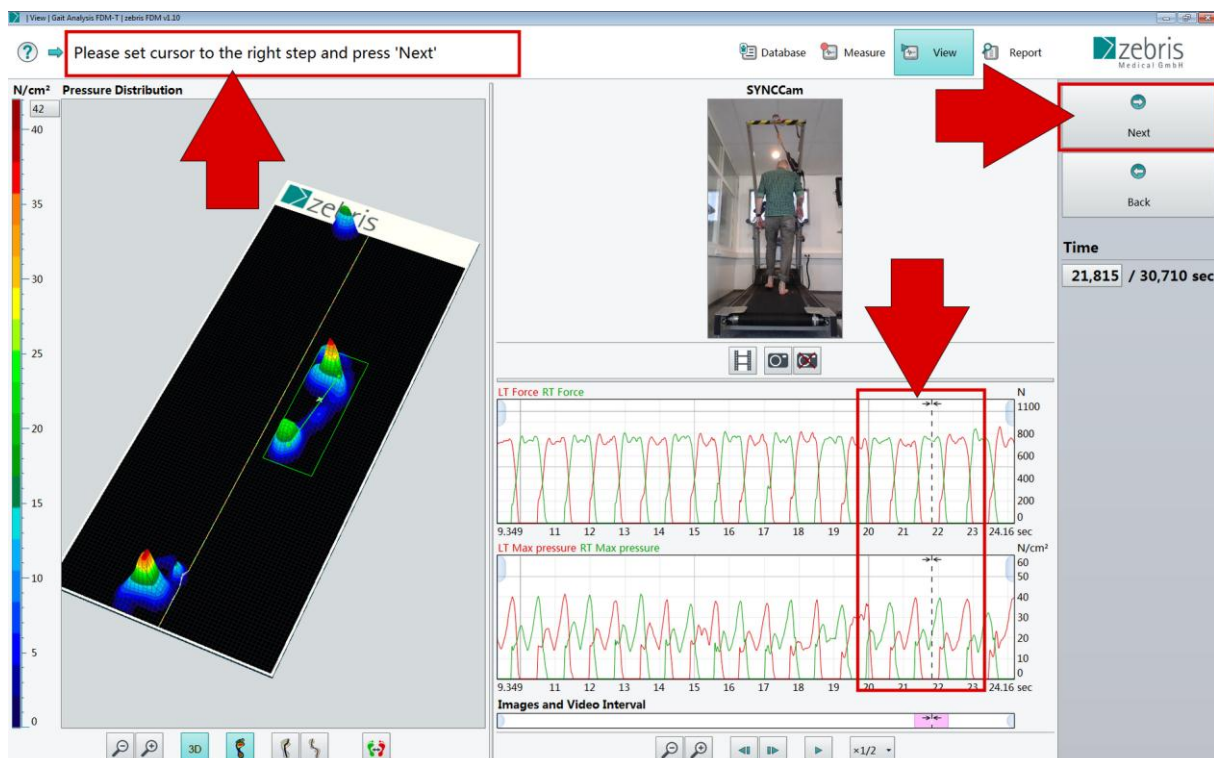 | View | Gait Analysis FDM-T | zebris FDM v1.10
Please set cursor to the right step and press 'Next'
Database
Measure
View
Report
zebris
Medical GmbH
N/cm²
Pressure Distribution
42
40
35
30
25
20
15
10
5
0
zebris
3D
SYNCCam
LT Force RT Force
N
1100
800
600
400
200
0
9.349 11 12 13 14 15 16 17 18 19 20 21 22 23 24.16 sec
LT Max pressure RT Max pressure
N/cm²
60
50
40
30
20
10
0
9.349 11 12 13 14 15 16 17 18 19 20 21 22 23 24.16 sec
Images and Video Interval
×1/2
Next
Back
Time
21,815 / 30,710 sec